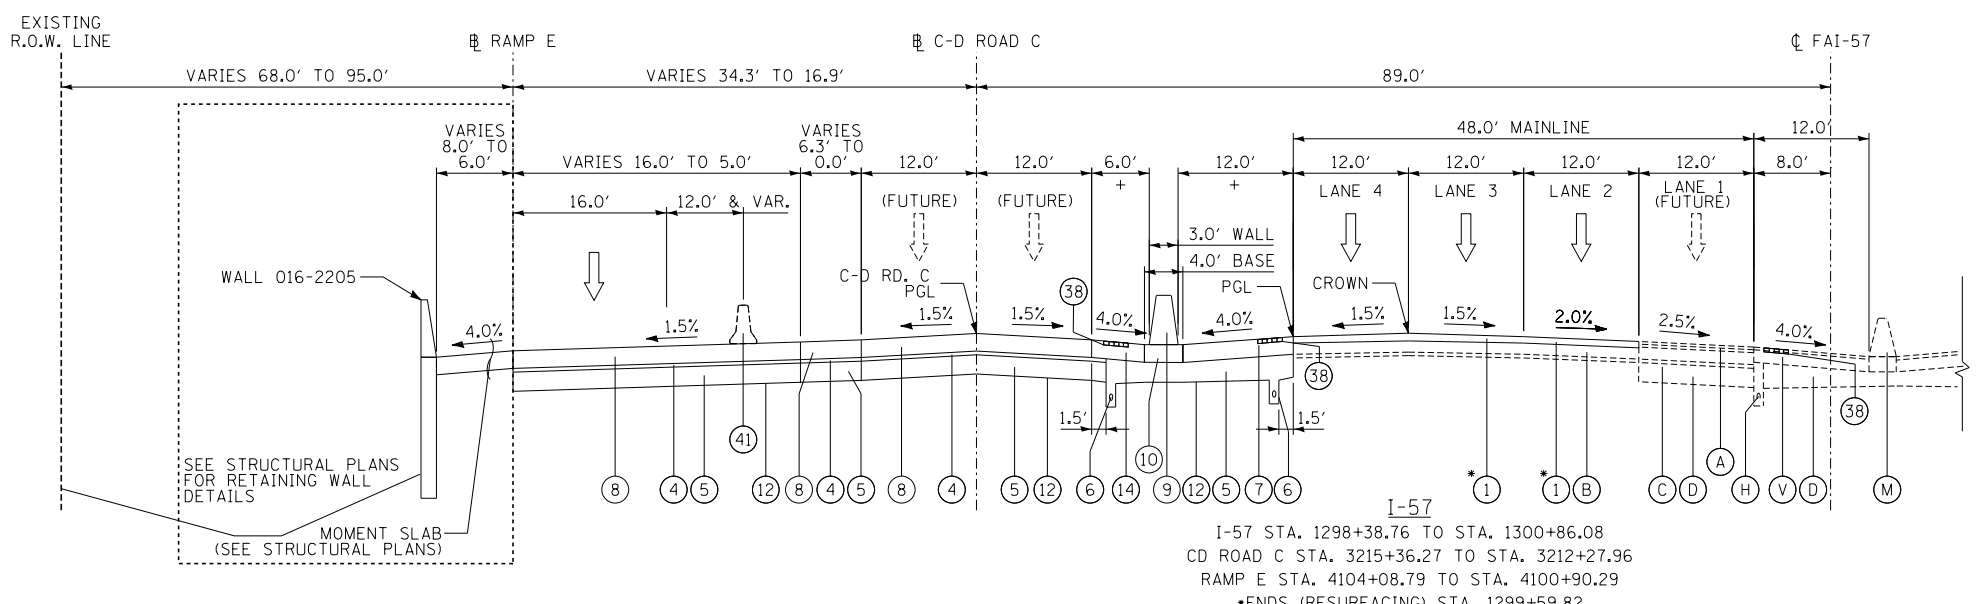 EXISTING
R.O.W. LINE
℄ RAMP E
℄ C-D ROAD C
℄ FAI-57
VARIES 68.0' TO 95.0'
VARIES 34.3' TO 16.9'
89.0'
VARIES
8.0' TO
6.0'
VARIES 16.0' TO 5.0'
VARIES
6.3' TO
0.0'
12.0'
12.0'
6.0'
+
12.0'
+
48.0' MAINLINE
12.0'
12.0'
12.0'
12.0'
12.0'
8.0'
16.0'
12.0' & VAR.
(FUTURE)
(FUTURE)
LANE 4
LANE 3
LANE 2
LANE 1
(FUTURE)
3.0' WALL
4.0' BASE
WALL 016-2205
C-D RD. C
PGL
38
PGL
CROWN
4.0%
1.5%
1.5%
1.5%
4.0%
4.0%
1.5%
1.5%
2.0%
2.5%
4.0%
38
38
1.5'
1.5'
41
10
A
SEE STRUCTURAL PLANS
FOR RETAINING WALL
DETAILS
MOMENT SLAB
(SEE STRUCTURAL PLANS)
8 4 5 12 8 4 5 8 4 5 12 6 14 9 12 5 7 6 *1 *1 B C D H V D M
I-57
I-57 STA. 1298+38.76 TO STA. 1300+86.08
CD ROAD C STA. 3215+36.27 TO STA. 3212+27.96
RAMP E STA. 4104+08.79 TO STA. 4100+90.29
*ENDS (RESURFACING) STA. 1299+59.82